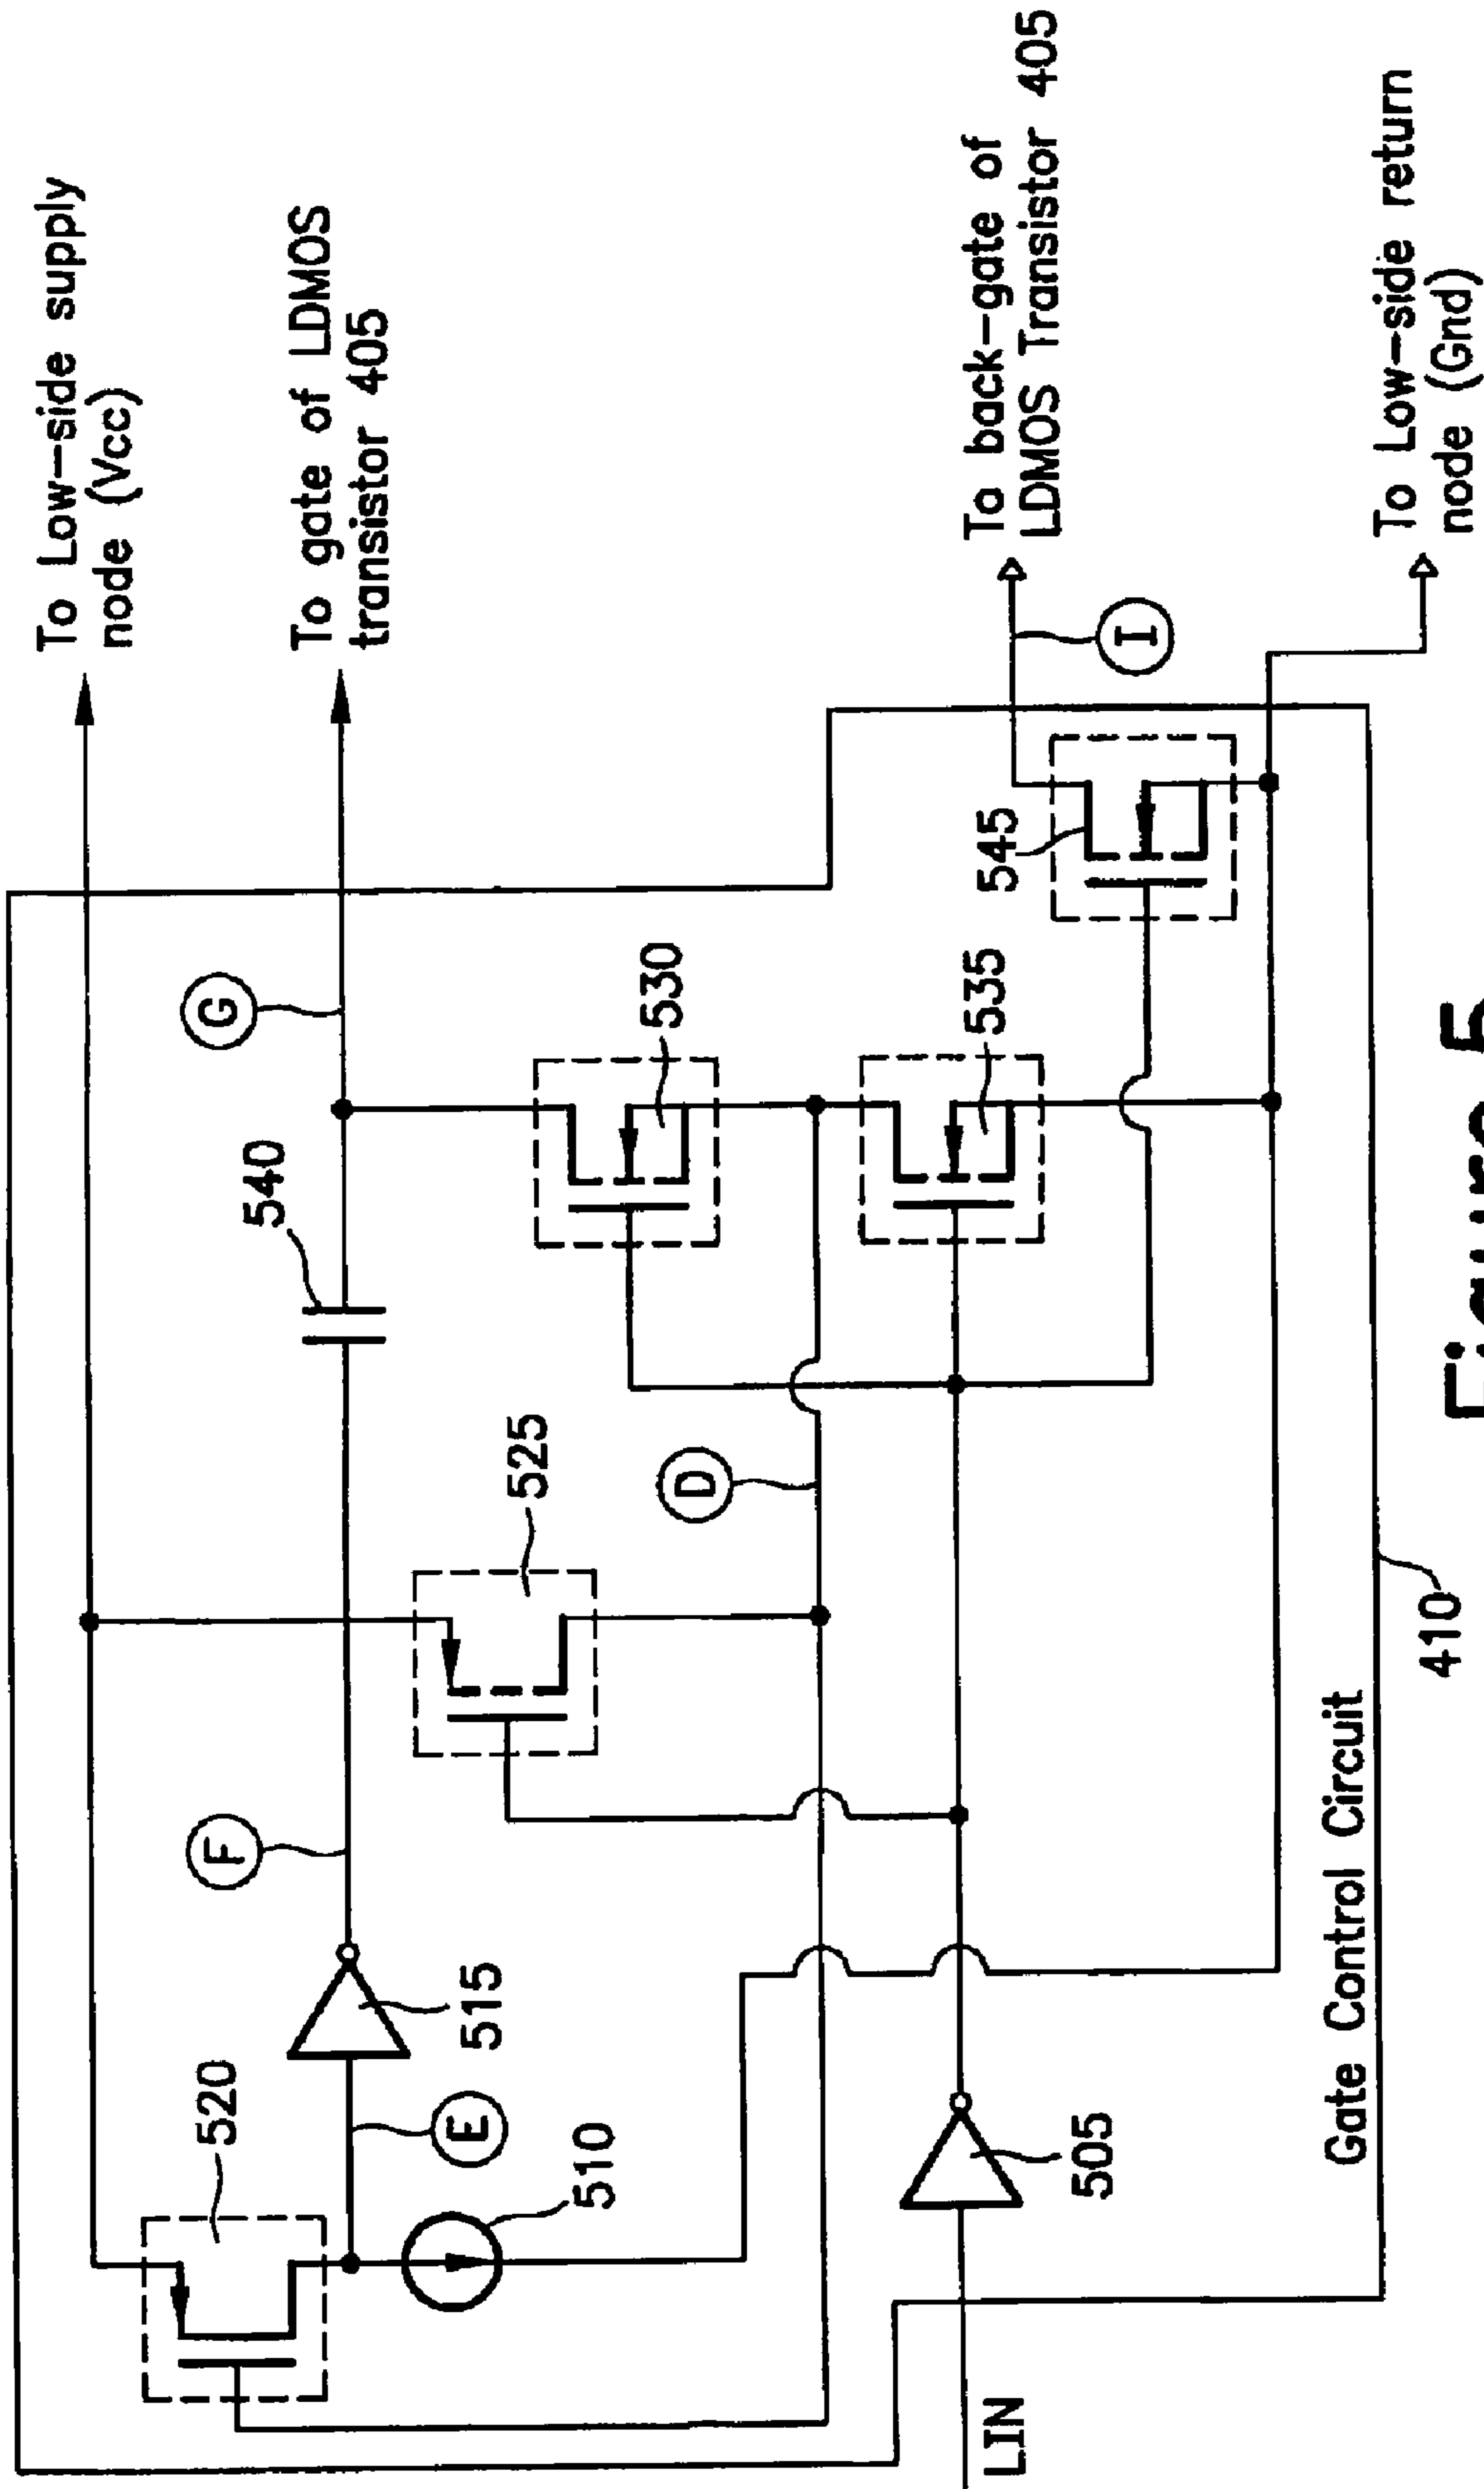 To Low-side supply
node (Vcc)
520
F
G
540
To gate of LDMOS
transistor 405
E
515
525
510
530
D
535
545
To back-gate of
LDMOS Transistor 405
LIN
505
I
Gate Control Circuit
410
To Low-side return
node (Gnd)
Figure 5